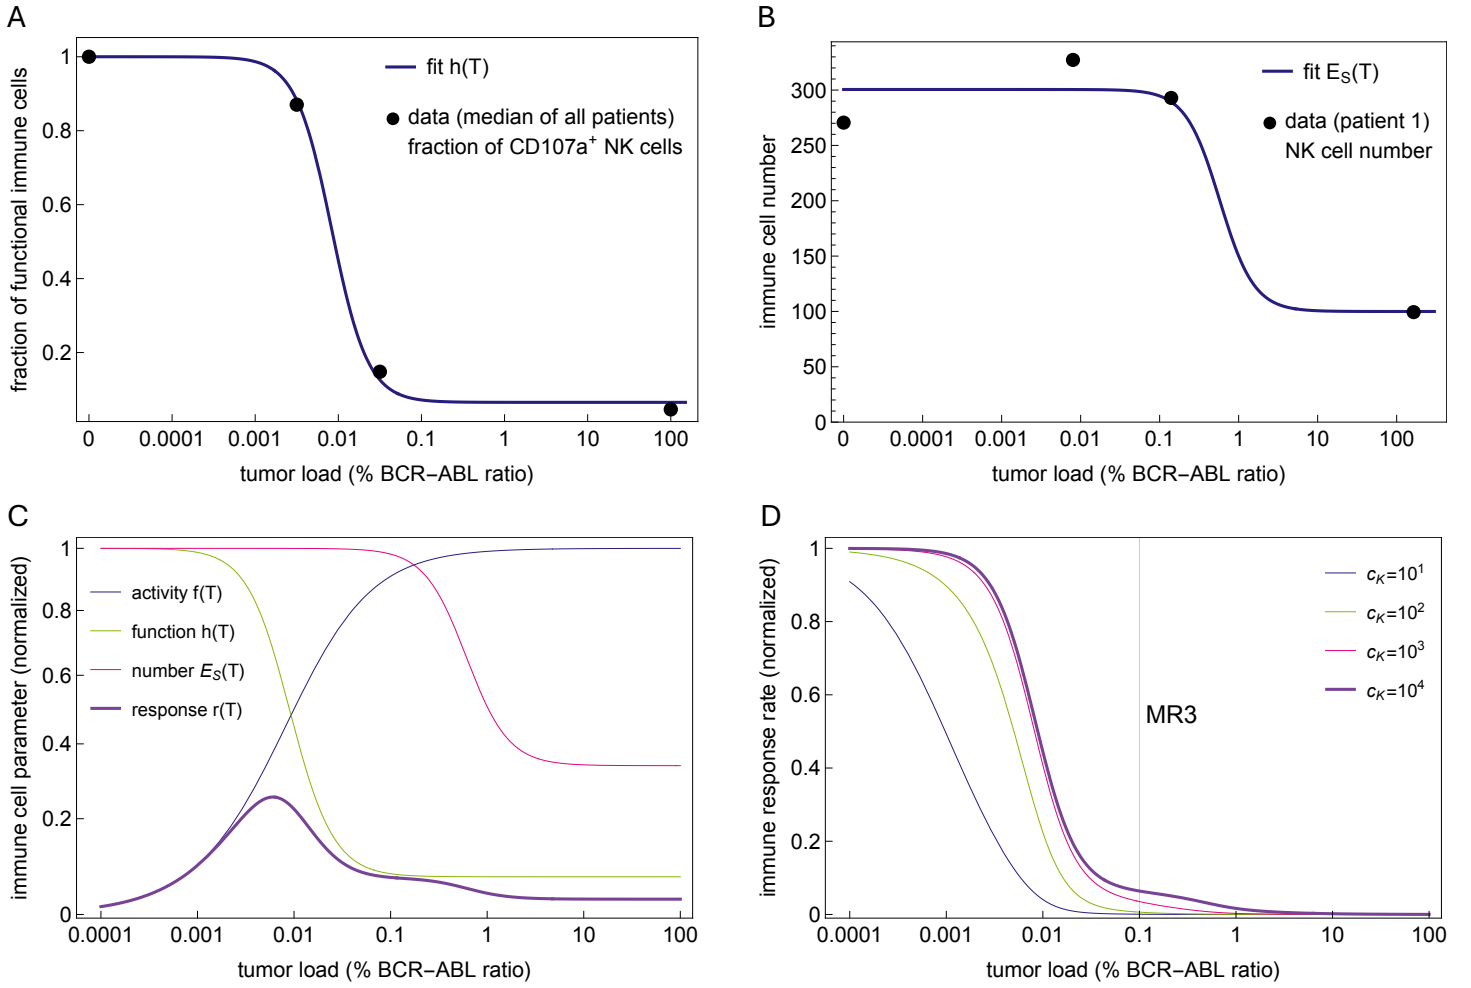 A
fraction of functional immune cells
1
0.8
0.6
0.4
0.2
fit h(T)
data (median of all patients)
fraction of CD107a⁺ NK cells
0 0.0001 0.001 0.01 0.1 1 10 100
tumor load (% BCR–ABL ratio)
B
immune cell number
300
250
200
150
100
50
0
fit E_S(T)
data (patient 1)
NK cell number
0 0.0001 0.001 0.01 0.1 1 10 100
tumor load (% BCR–ABL ratio)
C
immune cell parameter (normalized)
1
0.8
0.6
0.4
0.2
0
activity f(T)
function h(T)
number E_S(T)
response r(T)
0.0001 0.001 0.01 0.1 1 10 100
tumor load (% BCR–ABL ratio)
D
immune response rate (normalized)
1
0.8
0.6
0.4
0.2
0
MR3
c_K=10¹
c_K=10²
c_K=10³
c_K=10⁴
0.0001 0.001 0.01 0.1 1 10 100
tumor load (% BCR–ABL ratio)